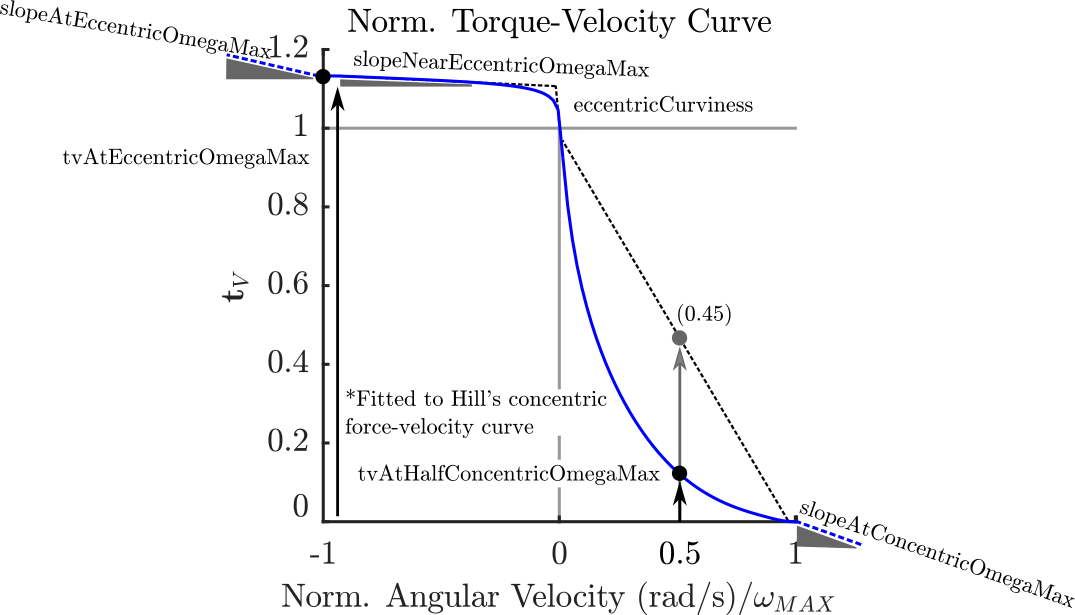 Norm. Torque-Velocity Curve
slopeAtEccentricOmegaMax
1.2
slopeNearEccentricOmegaMax
eccentricCurviness
1
tvAtEccentricOmegaMax
0.8
tV
0.6
(0.45)
0.4
*Fitted to Hill's concentric
force-velocity curve
0.2
tvAtHalfConcentricOmegaMax
0
slopeAtConcentricOmegaMax
-1
0
0.5
1
Norm. Angular Velocity (rad/s)/ωMAX